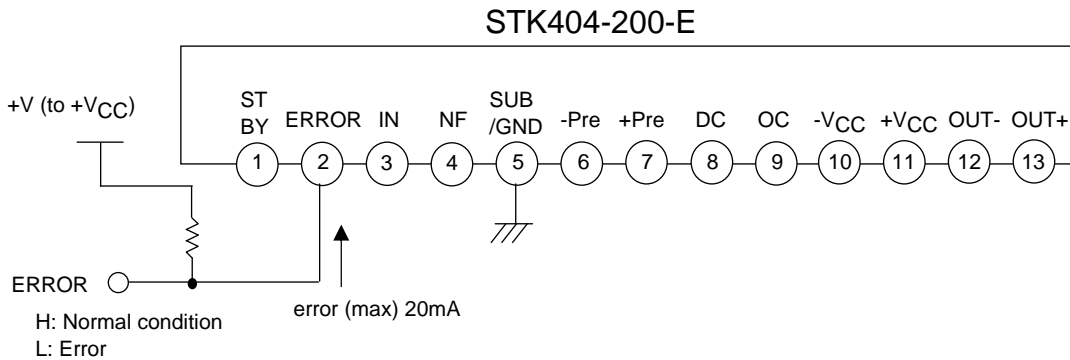 STK404-200-E
+V (to +VCC)
ST
BY
ERROR
IN
NF
SUB
/GND
-Pre
+Pre
DC
OC
-VCC
+VCC
OUT-
OUT+
1
2
3
4
5
6
7
8
9
10
11
12
13
ERROR
error (max) 20mA
H: Normal condition
L: Error